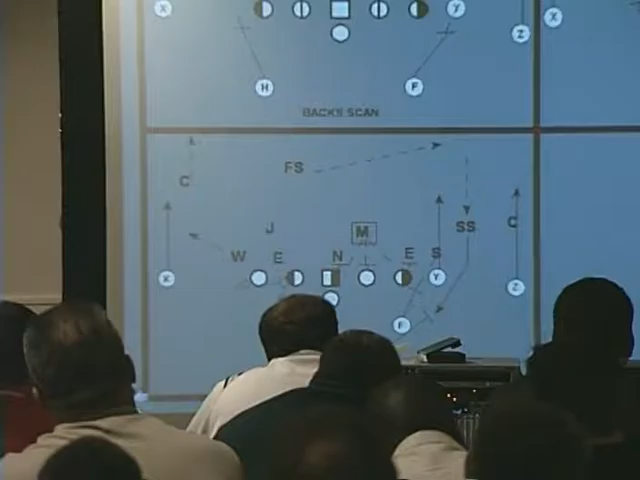 X Y Z X
H F
BACKS SCAN
C FS
J M SS C
W E N E S
X Y Z
F